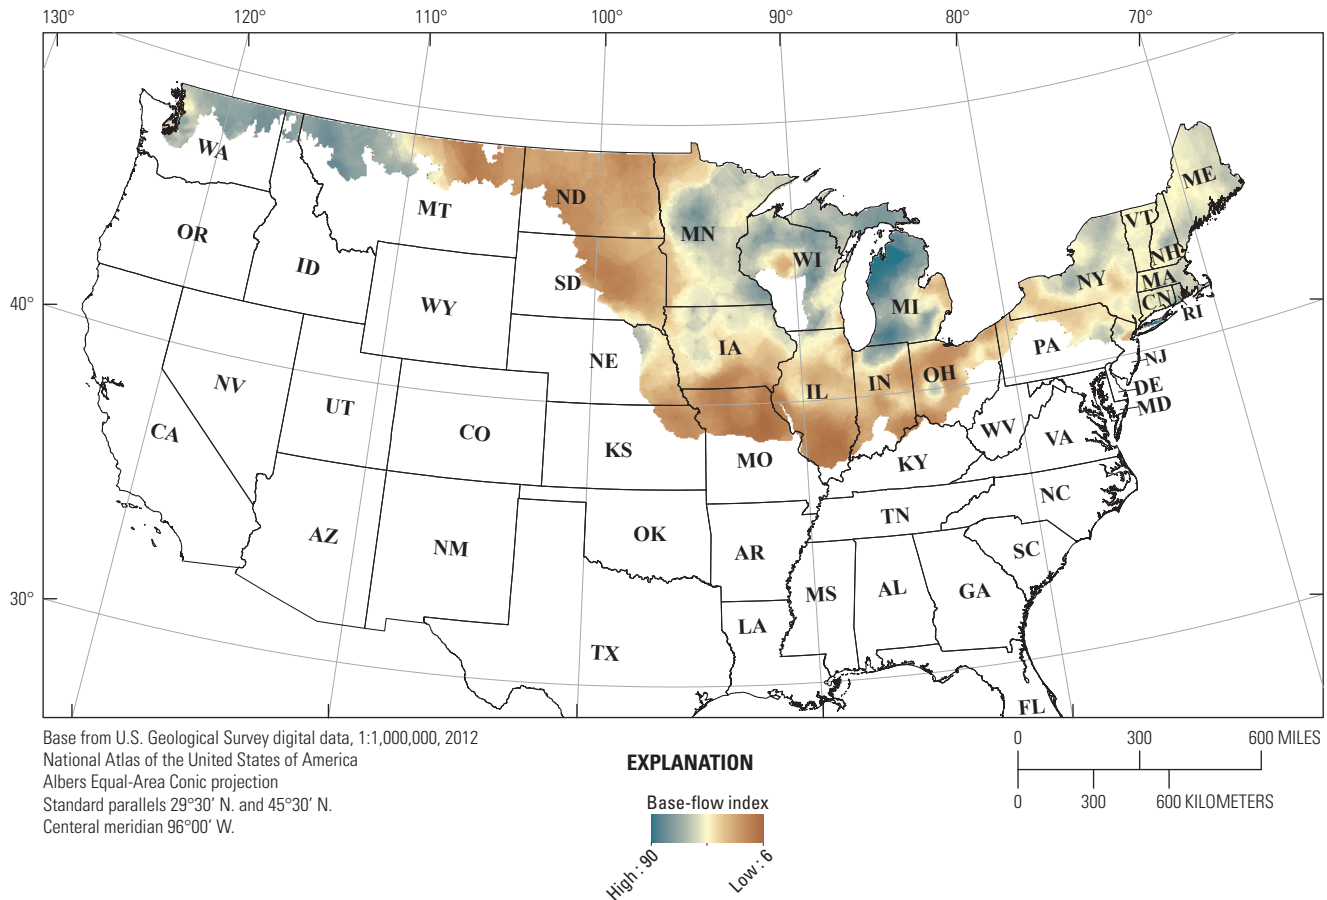 130° 120° 110° 100° 90° 80° 70°
40°
30°
WA
MT
ND
MN
ME
OR
ID
SD
WI
VT
NH
NY
MA
CN
RI
WY
MI
NE
IA
PA
NJ
NV
UT
IL
IN
OH
DE
MD
CA
CO
KS
MO
WV
VA
KY
AZ
NM
OK
TN
NC
AR
SC
MS
AL
GA
LA
TX
FL
Base from U.S. Geological Survey digital data, 1:1,000,000, 2012
National Atlas of the United States of America
Albers Equal-Area Conic projection
Standard parallels 29°30′ N. and 45°30′ N.
Centeral meridian 96°00′ W.
EXPLANATION
Base-flow index
High : 90
Low : 6
0 300 600 MILES
0 300 600 KILOMETERS